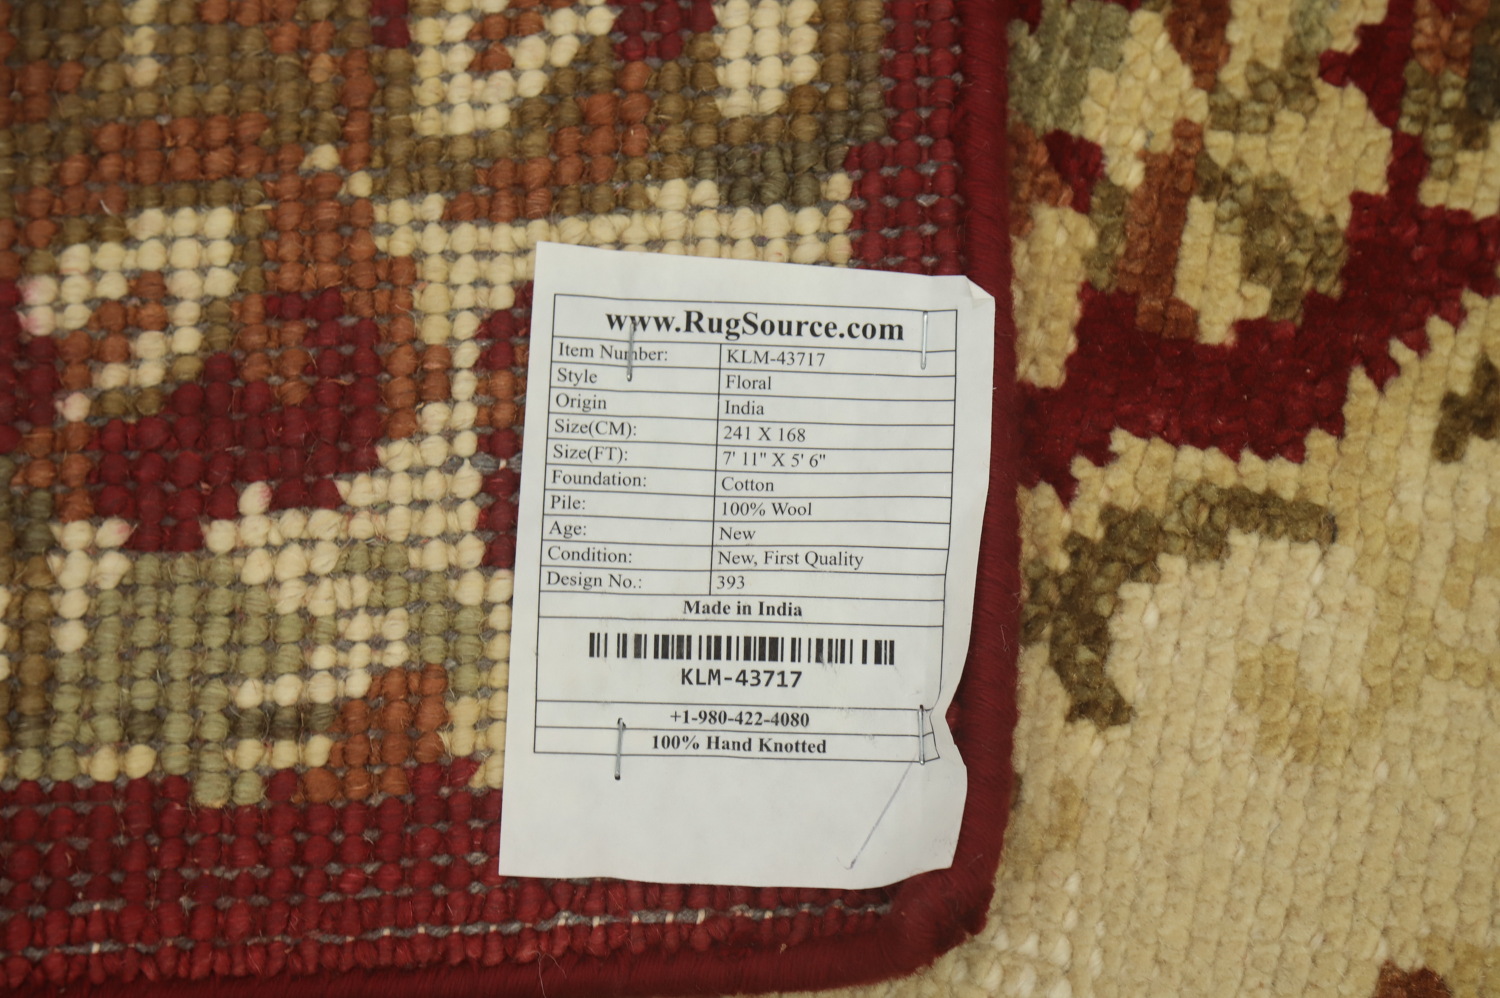 www.RugSource.com
Item Number: KLM-43717
Style Floral
Origin India
Size(CM): 241 X 168
Size(FT): 7' 11" X 5' 6"
Foundation: Cotton
Pile: 100% Wool
Age: New
Condition: New, First Quality
Design No.: 393
Made in India
KLM-43717
+1-980-422-4080
100% Hand Knotted